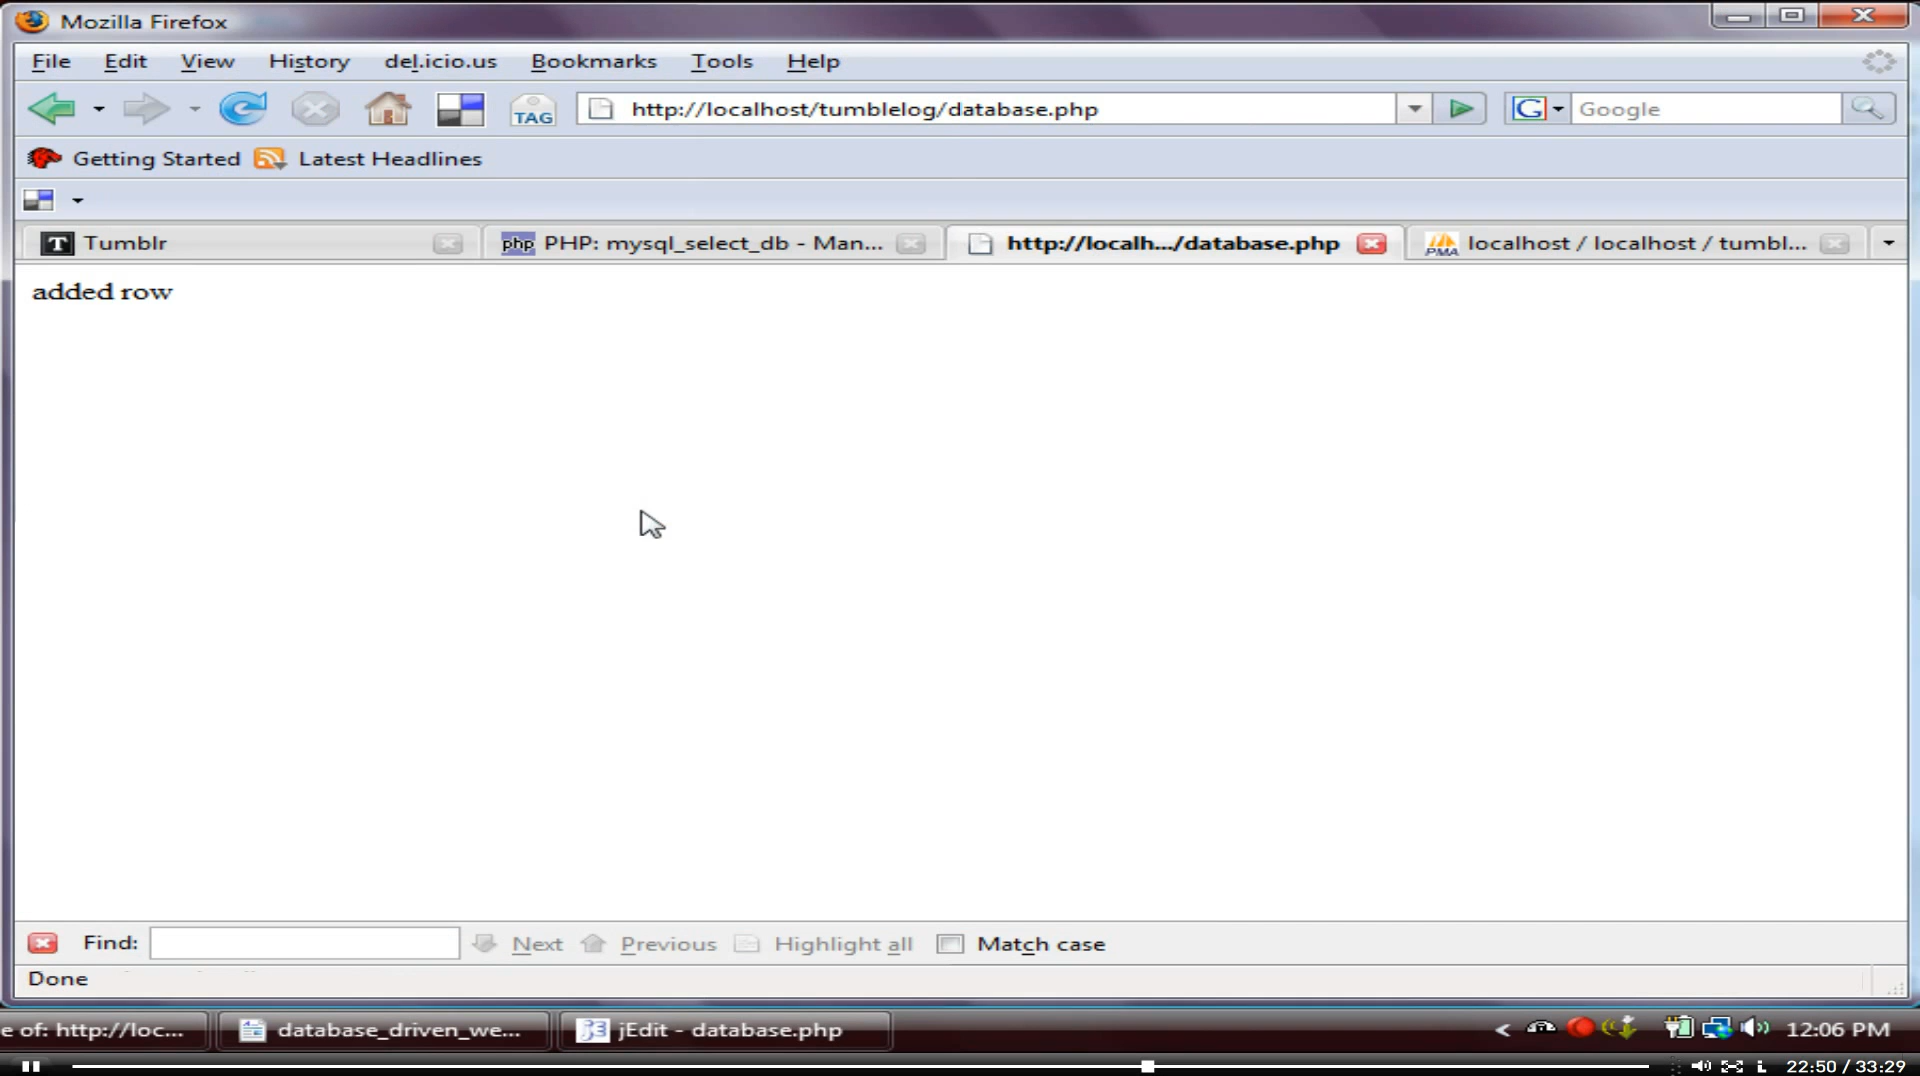 Mozilla Firefox
File Edit View History del.icio.us Bookmarks Tools Help
TAG http://localhost/tumblelog/database.php G Google
Getting Started Latest Headlines
T Tumblr php PHP: mysql_select_db - Man... http://localh.../database.php PMA localhost / localhost / tumbl...
added row
Find: Next Previous Highlight all Match case
Done
e of: http://loc... database_driven_we... jEdit - database.php < 12:06 PM
L 22:50 / 33:29